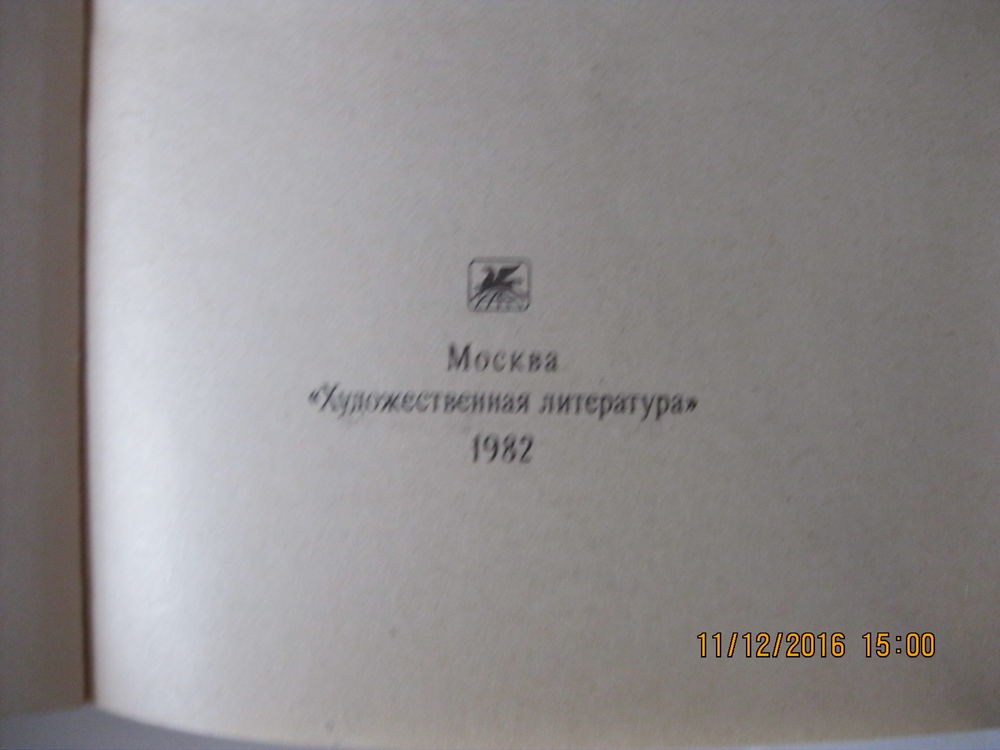 Москва
«Художественная литература»
1982
11/12/2016 15:00